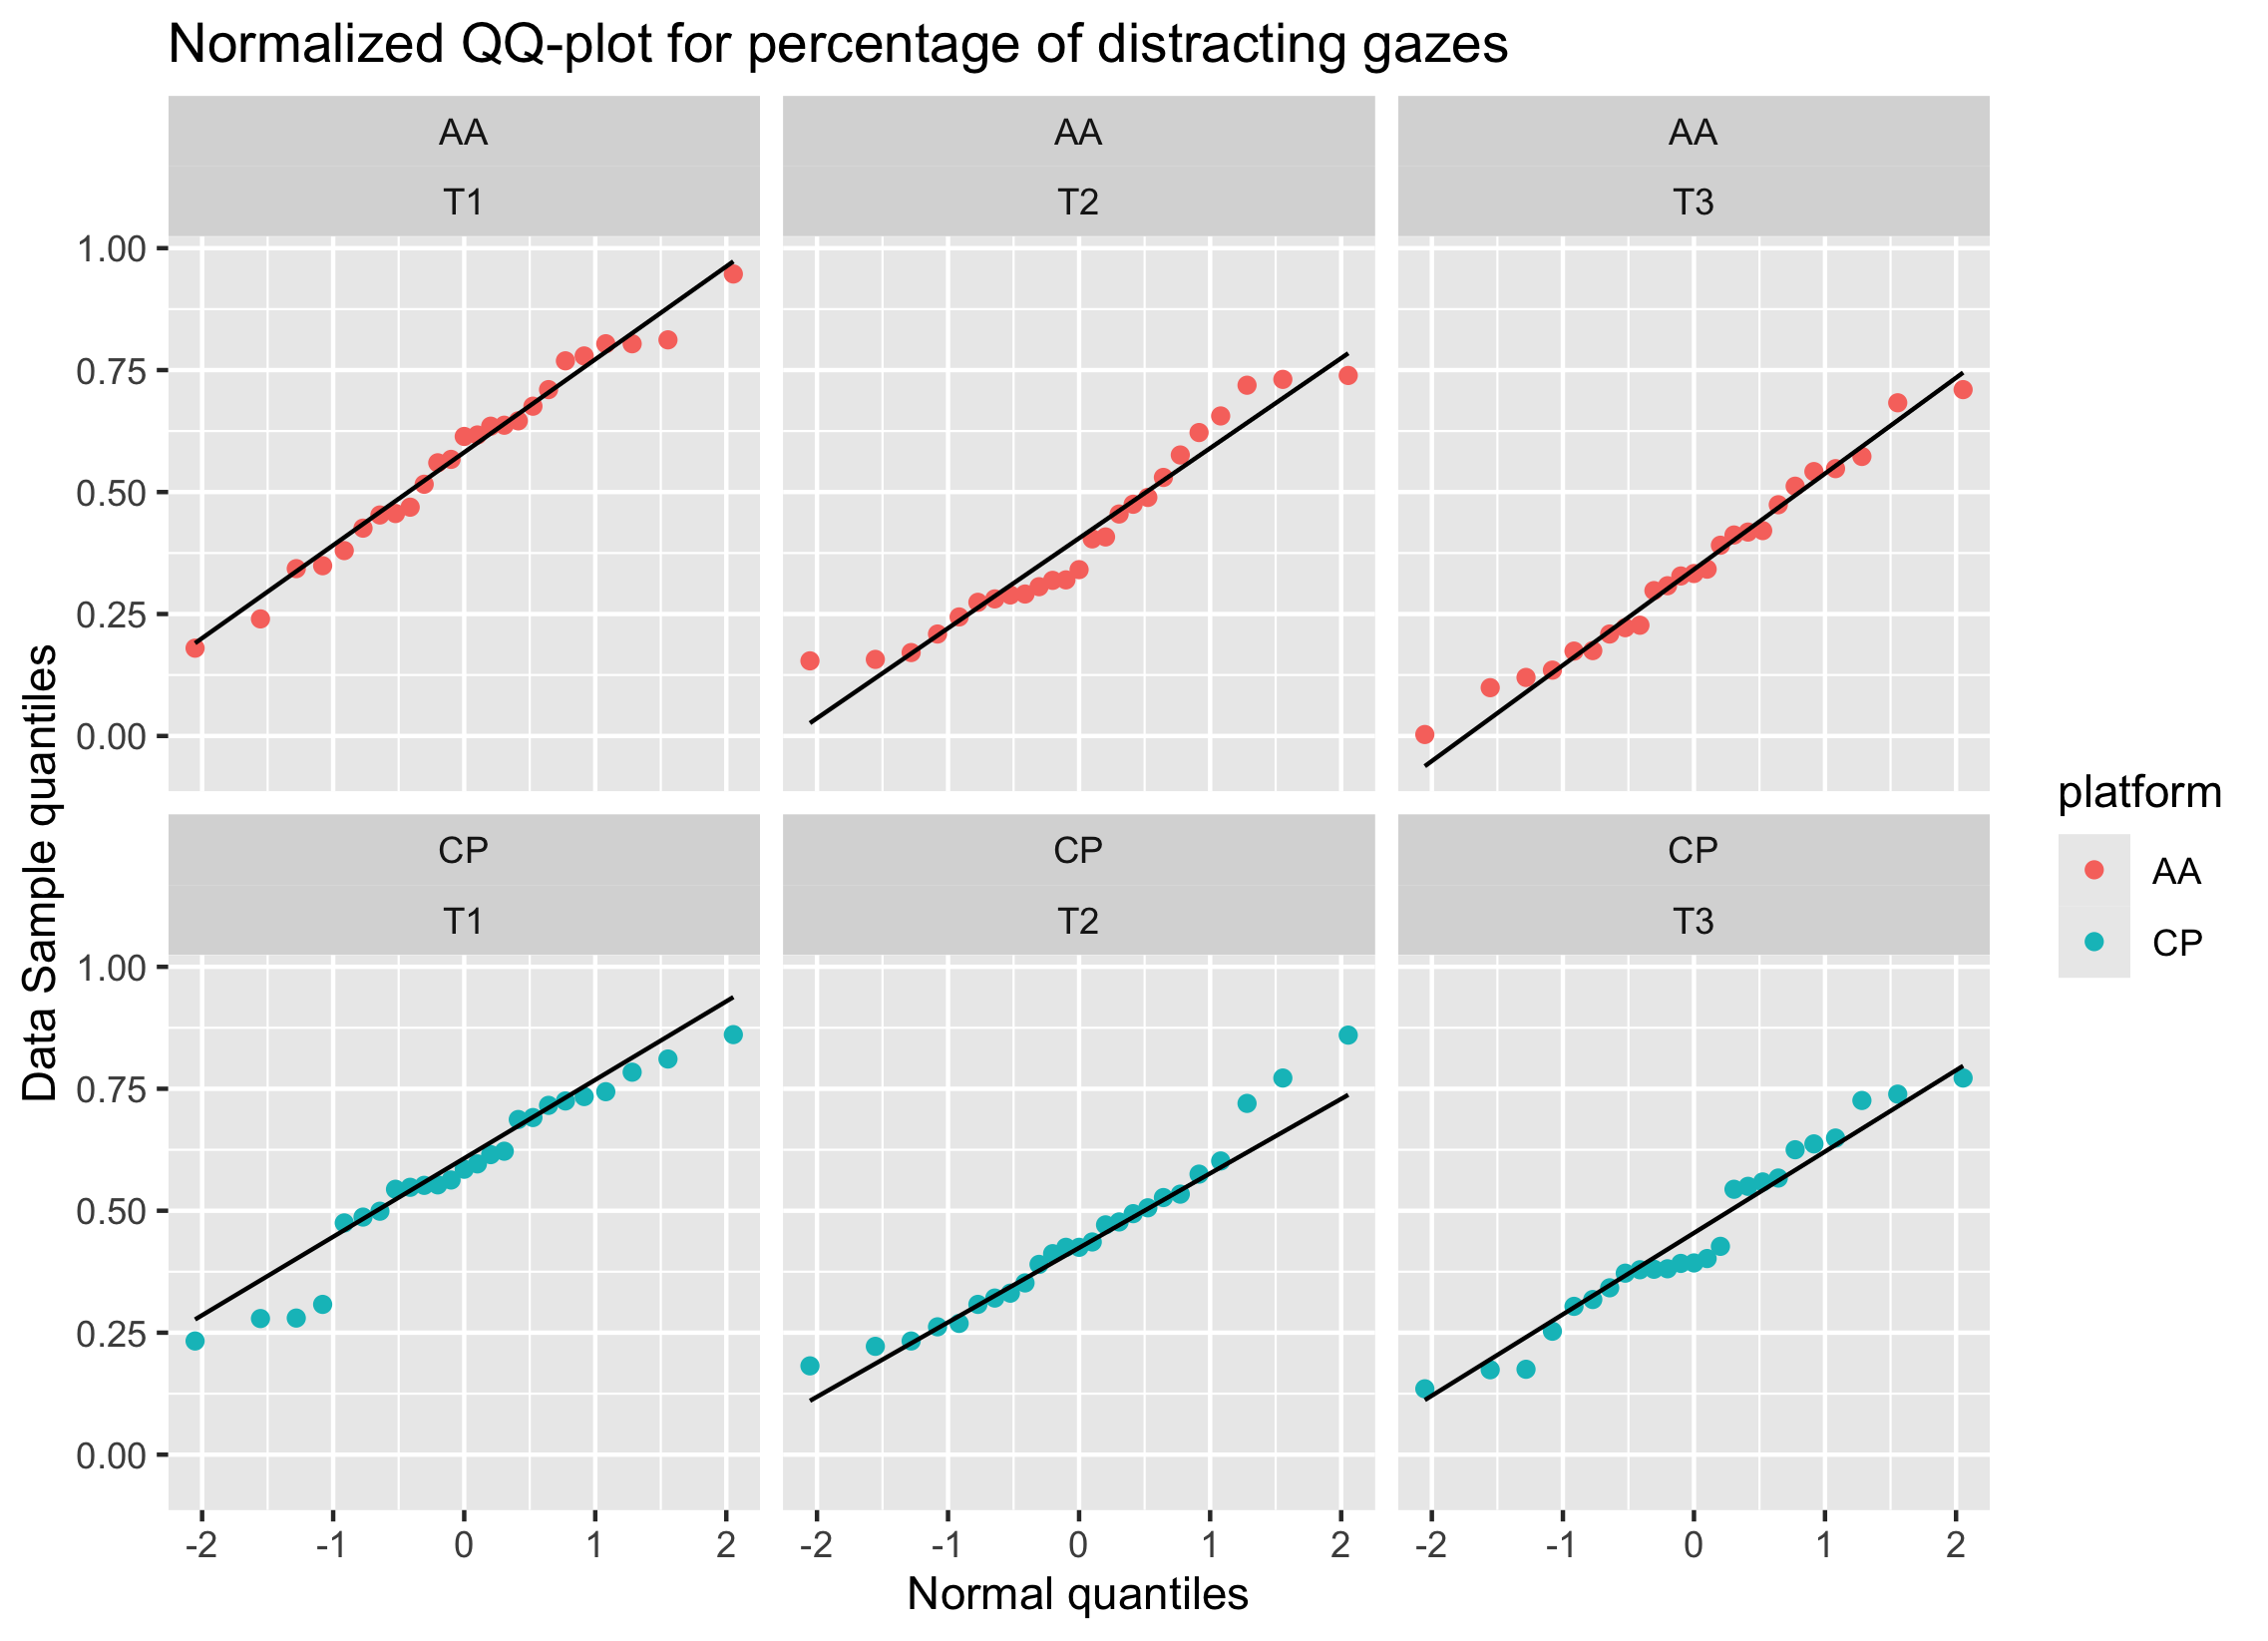 Normalized QQ-plot for percentage of distracting gazes
AA
AA
AA
T1
T2
T3
1.00
0.75
0.50
0.25
0.00
CP
CP
CP
T1
T2
T3
1.00
0.75
0.50
0.25
0.00
-2 -1 0 1 2
-2 -1 0 1 2
-2 -1 0 1 2
Normal quantiles
Data Sample quantiles
platform
AA
CP